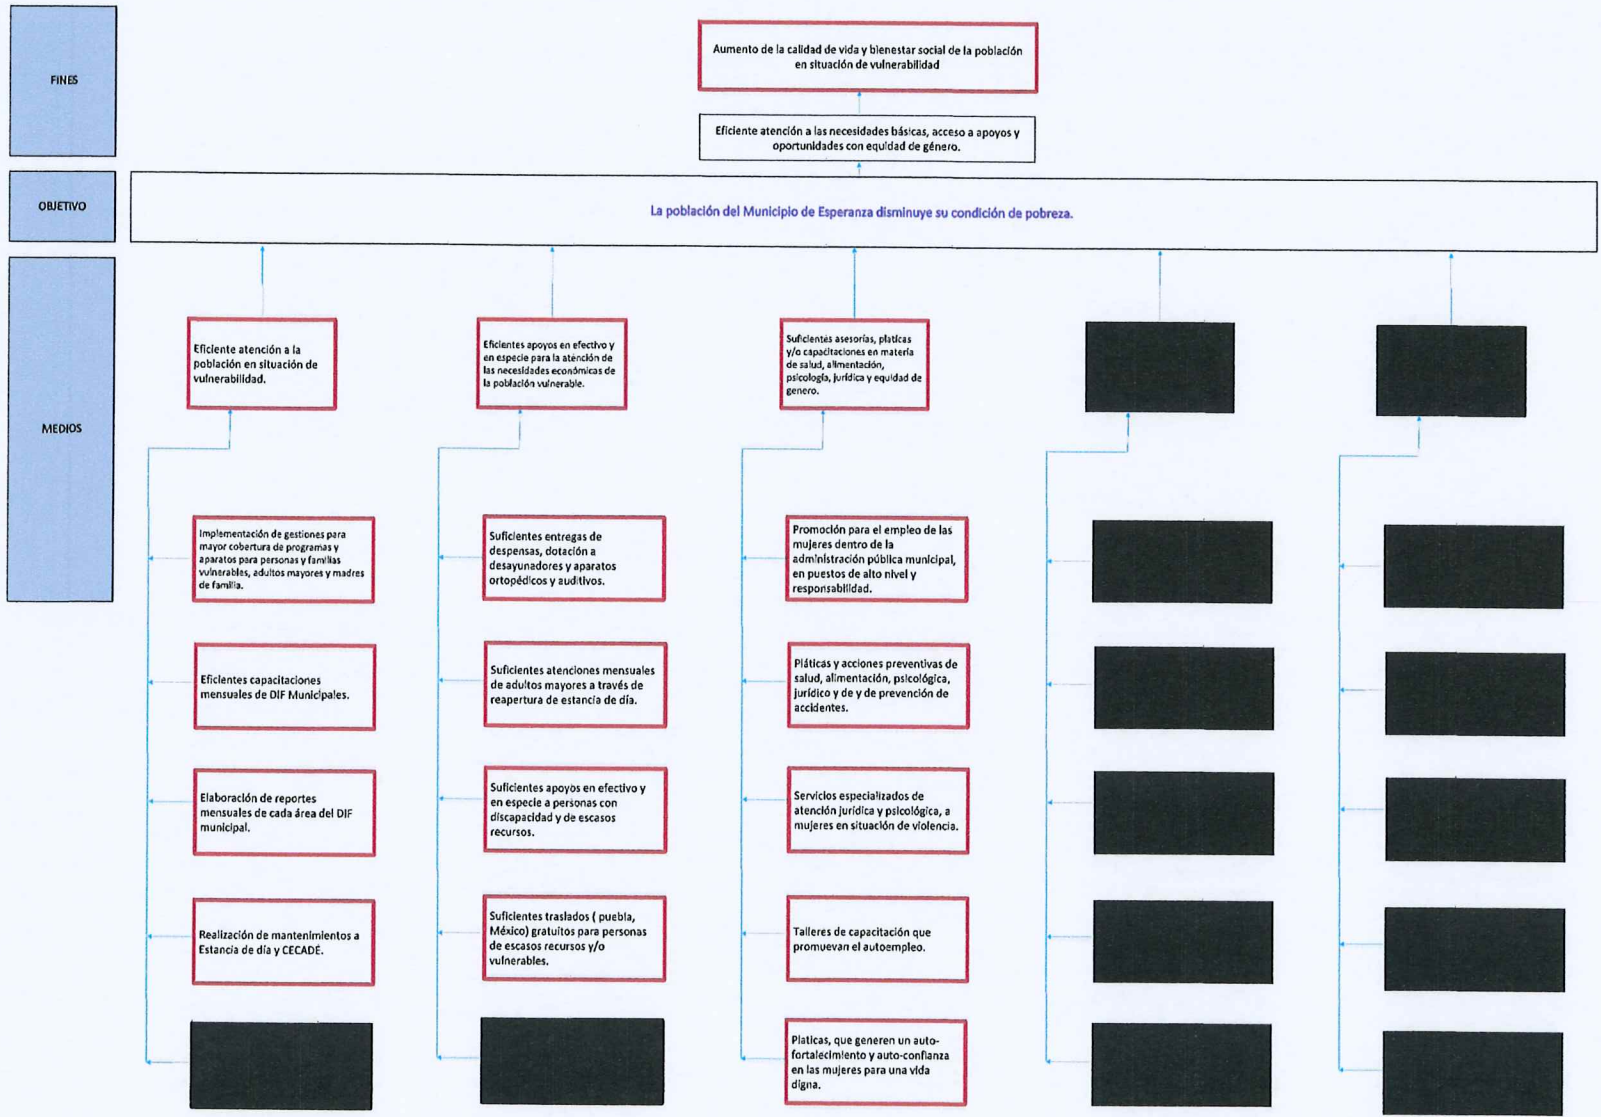 FINES
Aumento de la calidad de vida y bienestar social de la población
en situación de vulnerabilidad
Eficiente atención a las necesidades básicas, acceso a apoyos y
oportunidades con equidad de género.
OBJETIVO
La población del Municipio de Esperanza disminuye su condición de pobreza.
MEDIOS
Eficiente atención a la
población en situación de
vulnerabilidad.
Eficientes apoyos en efectivo y
en especie para la atención de
las necesidades económicas de
la población vulnerable.
Suficientes asesorías, platicas
y/o capacitaciones en materia
de salud, alimentación,
psicología, jurídica y equidad de
genero.
Implementación de gestiones para
mayor cobertura de programas y
aparatos para personas y familias
vulnerables, adultos mayores y madres
de familia.
Suficientes entregas de
despensas, dotación a
desayunadores y aparatos
ortopédicos y auditivos.
Promoción para el empleo de las
mujeres dentro de la
administración pública municipal,
en puestos de alto nivel y
responsabilidad.
Eficientes capacitaciones
mensuales de DIF Municipales.
Suficientes atenciones mensuales
de adultos mayores a través de
reapertura de estancia de día.
Pláticas y acciones preventivas de
salud, alimentación, psicológica,
jurídico y de y de prevención de
accidentes.
Elaboración de reportes
mensuales de cada área del DIF
municipal.
Suficientes apoyos en efectivo y
en especie a personas con
discapacidad y de escasos
recursos.
Servicios especializados de
atención jurídica y psicológica, a
mujeres en situación de violencia.
Realización de mantenimientos a
Estancia de día y CECADE.
Suficientes traslados ( puebla,
México) gratuitos para personas
de escasos recursos y/o
vulnerables.
Talleres de capacitación que
promuevan el autoempleo.
Platicas, que generen un auto-
fortalecimiento y auto-confianza
en las mujeres para una vida
digna.